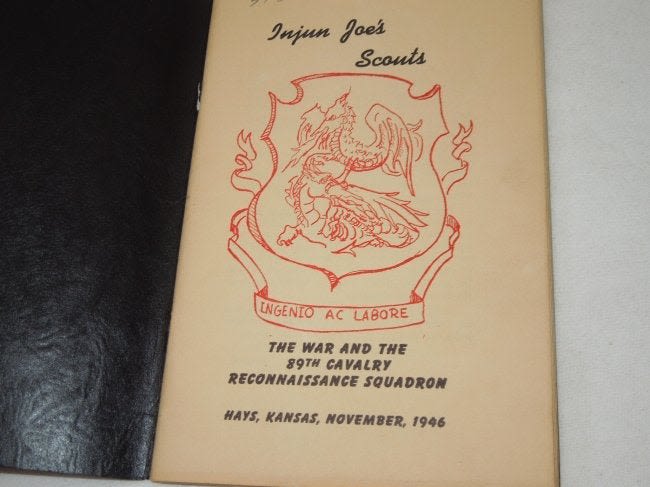 Injun Joe's
Scouts
INGENIO AC LABORE
THE WAR AND THE
89TH CAVALRY
RECONNAISSANCE SQUADRON
HAYS, KANSAS, NOVEMBER, 1946